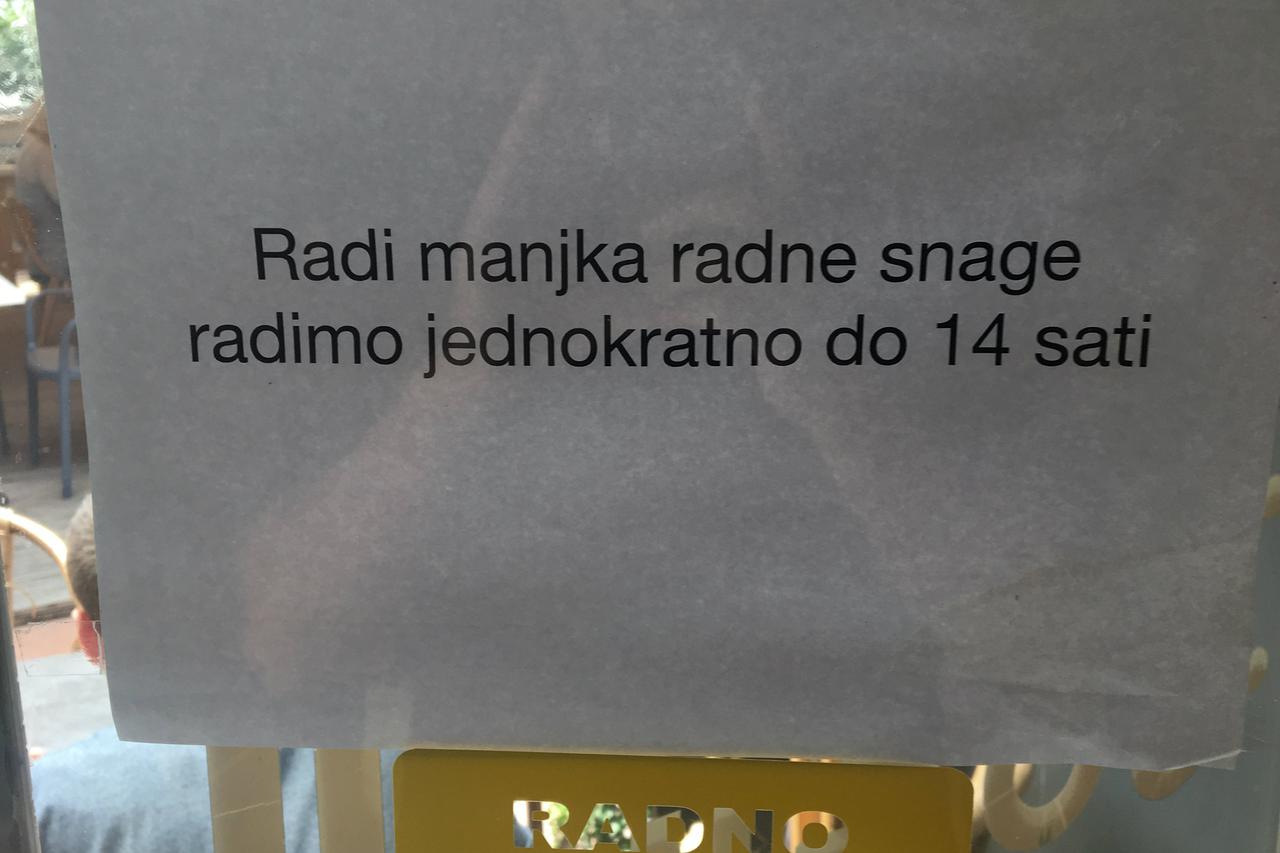 Radi manjka radne snage
radimo jednokratno do 14 sati
RADNO